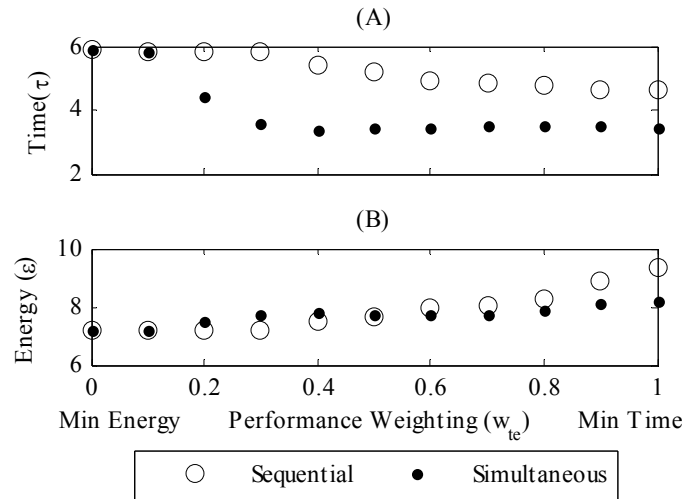 (A)
6
4
2
Time(τ)
(B)
10
8
6
Energy (ε)
0 0.2 0.4 0.6 0.8 1
Min Energy Performance Weighting (w_te) Min Time
Sequential Simultaneous